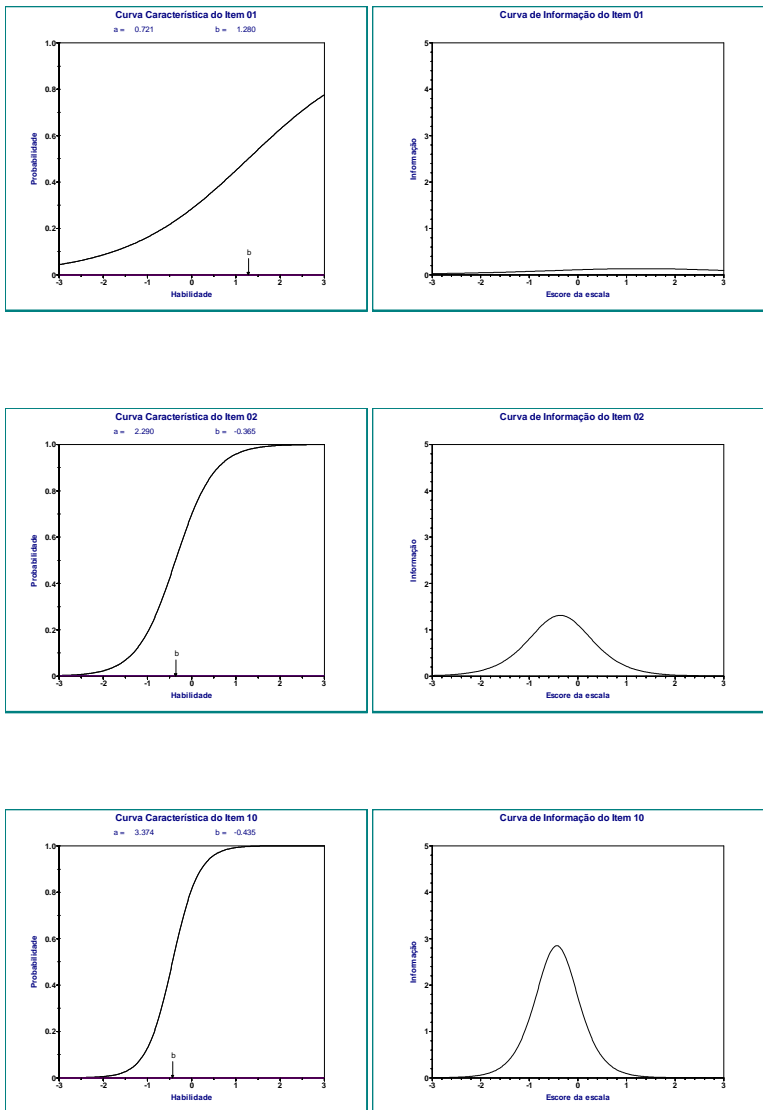 Curva Característica do Item 01
a = 0.721 b = 1.280
1.0
0.8
0.6
0.4
0.2
0
Probabilidade
b
-3 -2 -1 0 1 2 3
Habilidade
Curva de Informação do Item 01
5
4
3
2
1
0
Informação
-3 -2 -1 0 1 2 3
Escore da escala
Curva Característica do Item 02
a = 2.290 b = -0.365
1.0
0.8
0.6
0.4
0.2
0
Probabilidade
b
-3 -2 -1 0 1 2 3
Habilidade
Curva de Informação do Item 02
5
4
3
2
1
0
Informação
-3 -2 -1 0 1 2 3
Escore da escala
Curva Característica do Item 10
a = 3.374 b = -0.435
1.0
0.8
0.6
0.4
0.2
0
Probabilidade
b
-3 -2 -1 0 1 2 3
Habilidade
Curva de Informação do Item 10
5
4
3
2
1
0
Informação
-3 -2 -1 0 1 2 3
Escore da escala